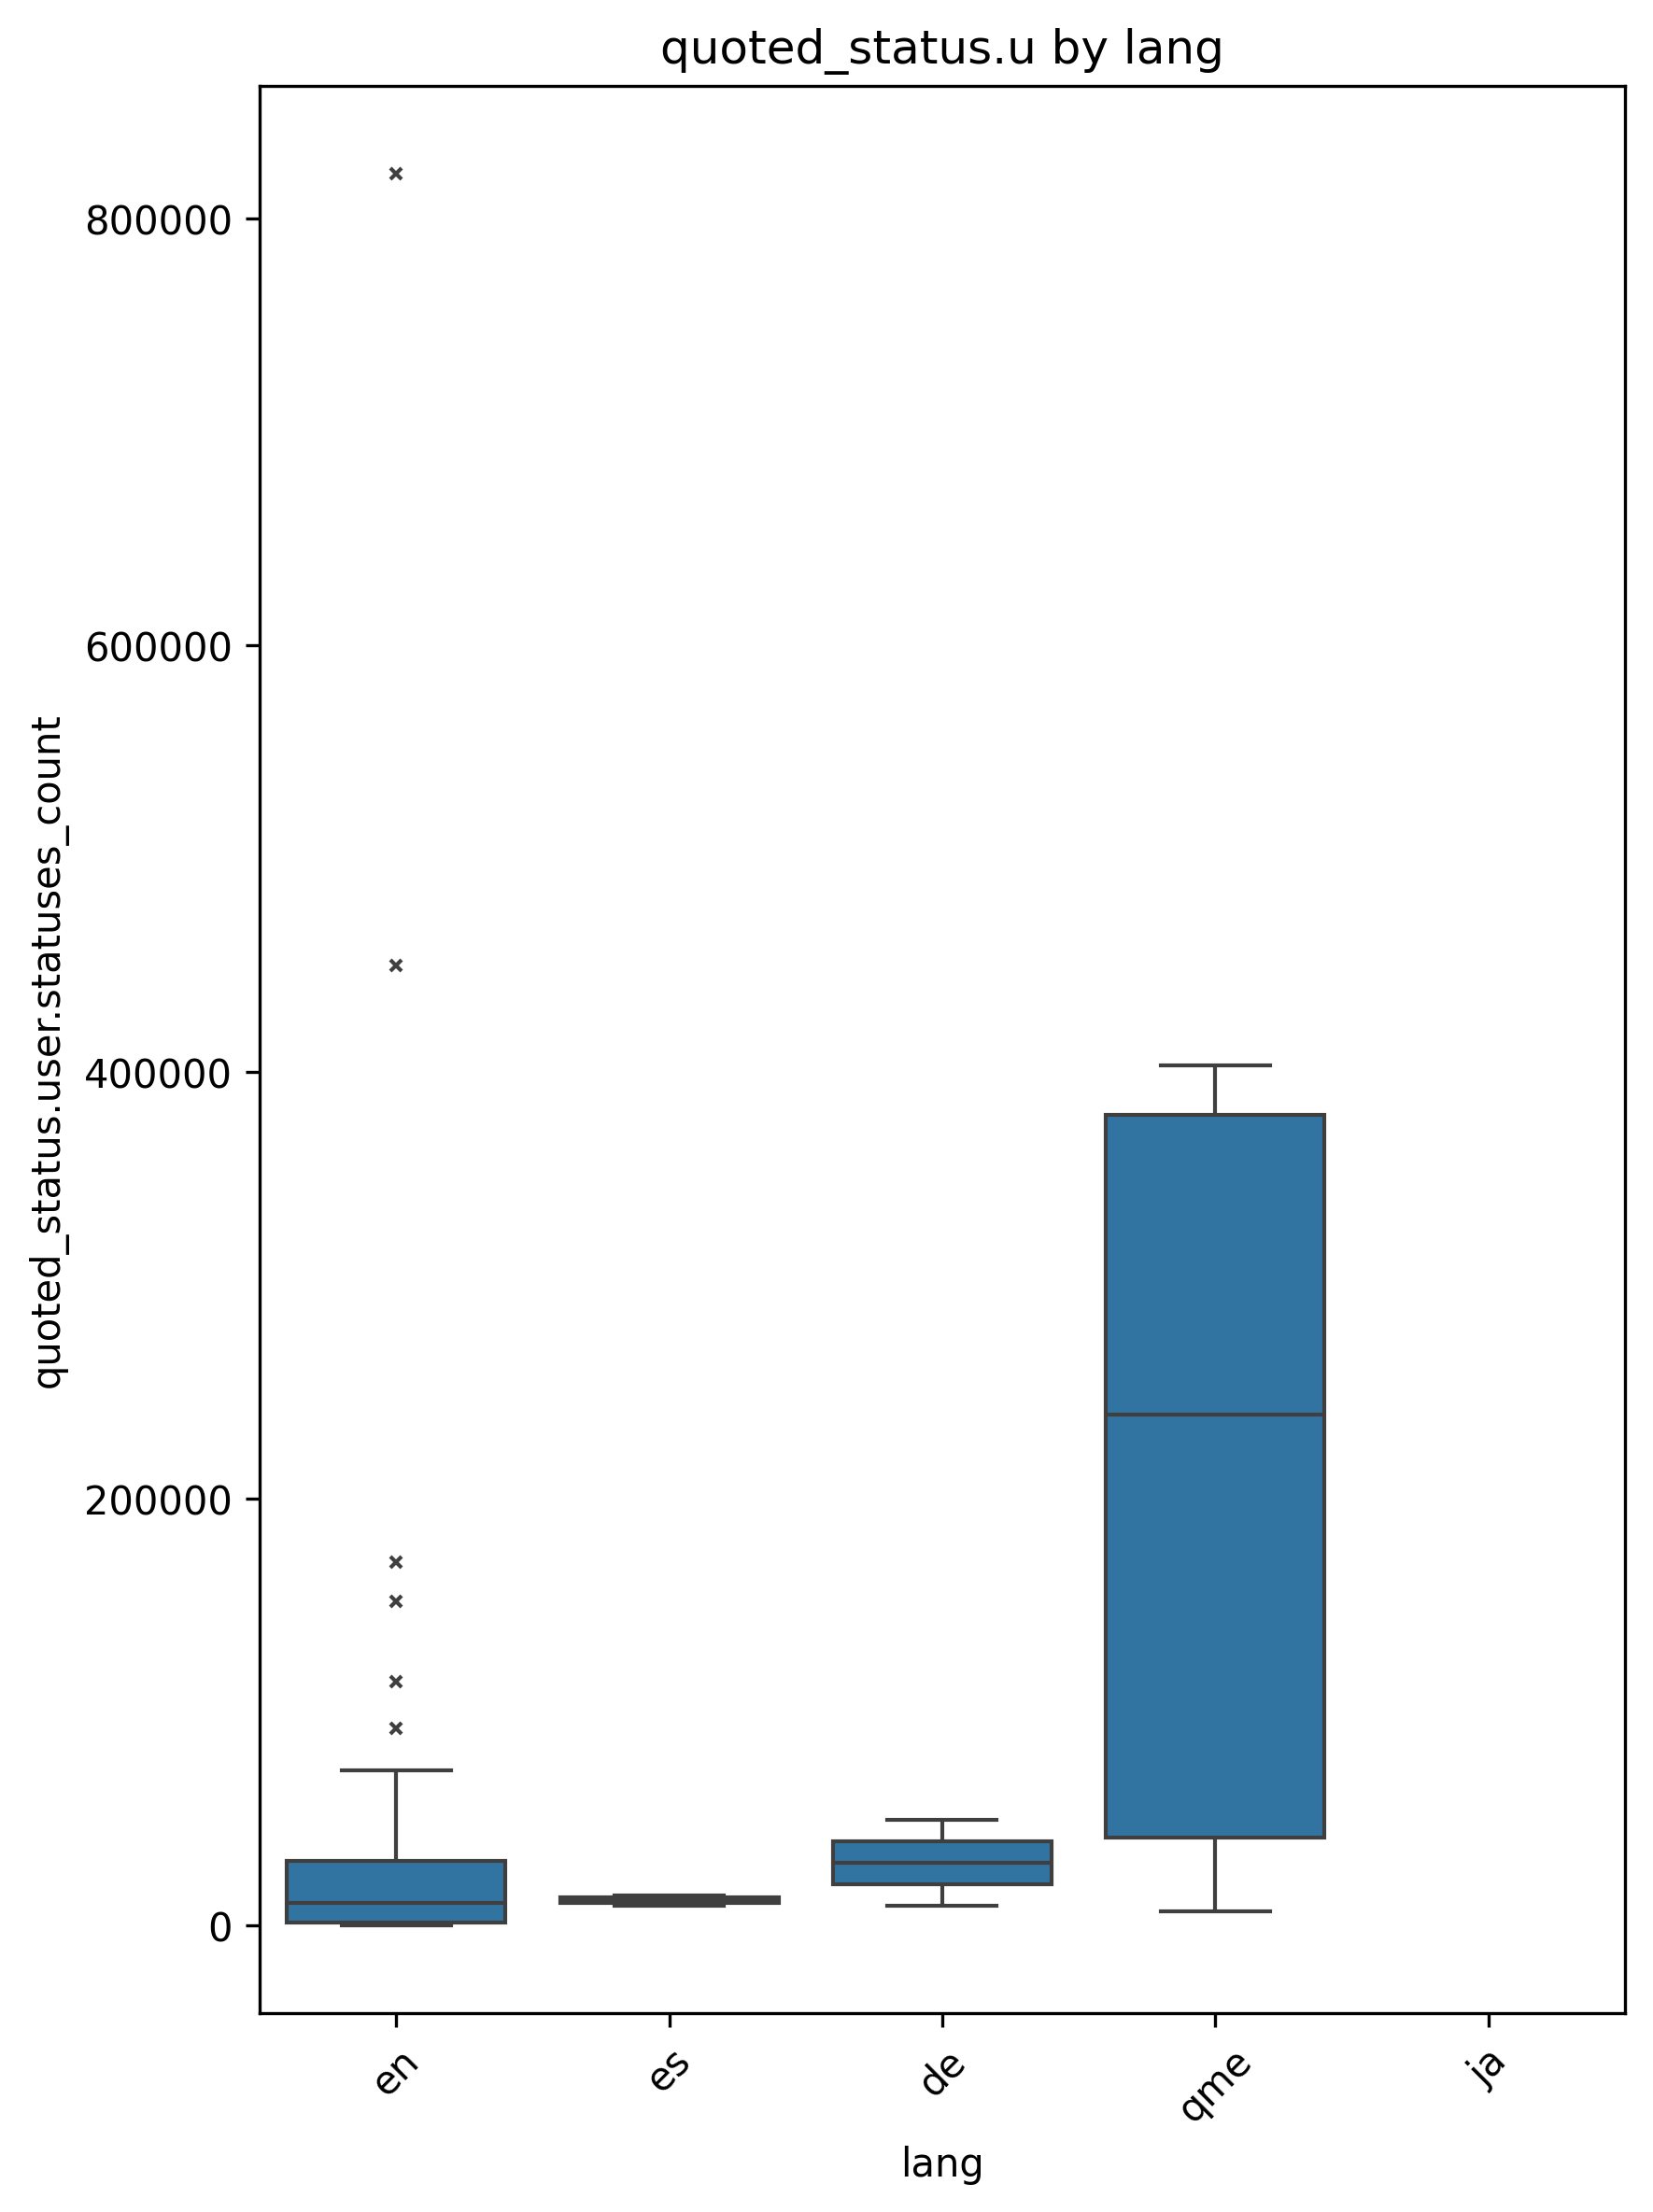 quoted_status.u by lang
quoted_status.user.statuses_count
800000
600000
400000
200000
0
en
es
de
qme
ja
lang